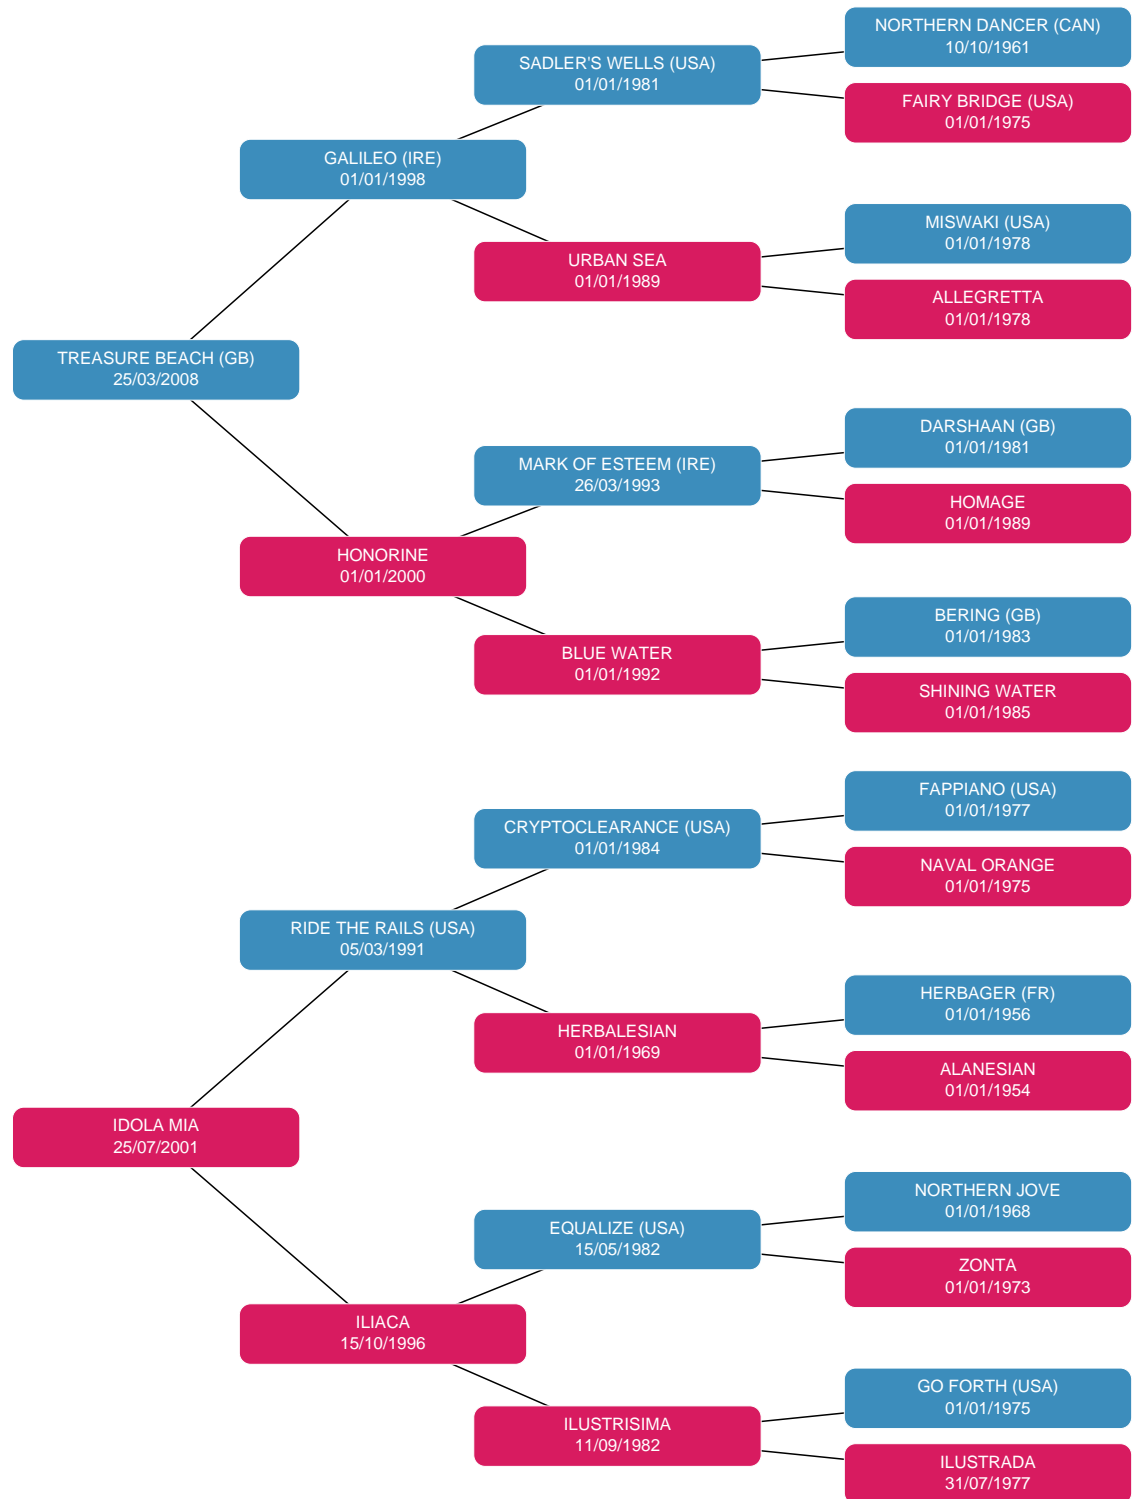 NORTHERN DANCER (CAN)
10/10/1961
SADLER'S WELLS (USA)
01/01/1981
FAIRY BRIDGE (USA)
01/01/1975
GALILEO (IRE)
01/01/1998
MISWAKI (USA)
01/01/1978
URBAN SEA
01/01/1989
ALLEGRETTA
01/01/1978
TREASURE BEACH (GB)
25/03/2008
DARSHAAN (GB)
01/01/1981
MARK OF ESTEEM (IRE)
26/03/1993
HOMAGE
01/01/1989
HONORINE
01/01/2000
BERING (GB)
01/01/1983
BLUE WATER
01/01/1992
SHINING WATER
01/01/1985
FAPPIANO (USA)
01/01/1977
CRYPTOCLEARANCE (USA)
01/01/1984
NAVAL ORANGE
01/01/1975
RIDE THE RAILS (USA)
05/03/1991
HERBAGER (FR)
01/01/1956
HERBALESIAN
01/01/1969
ALANESIAN
01/01/1954
IDOLA MIA
25/07/2001
NORTHERN JOVE
01/01/1968
EQUALIZE (USA)
15/05/1982
ZONTA
01/01/1973
ILIACA
15/10/1996
GO FORTH (USA)
01/01/1975
ILUSTRISIMA
11/09/1982
ILUSTRADA
31/07/1977